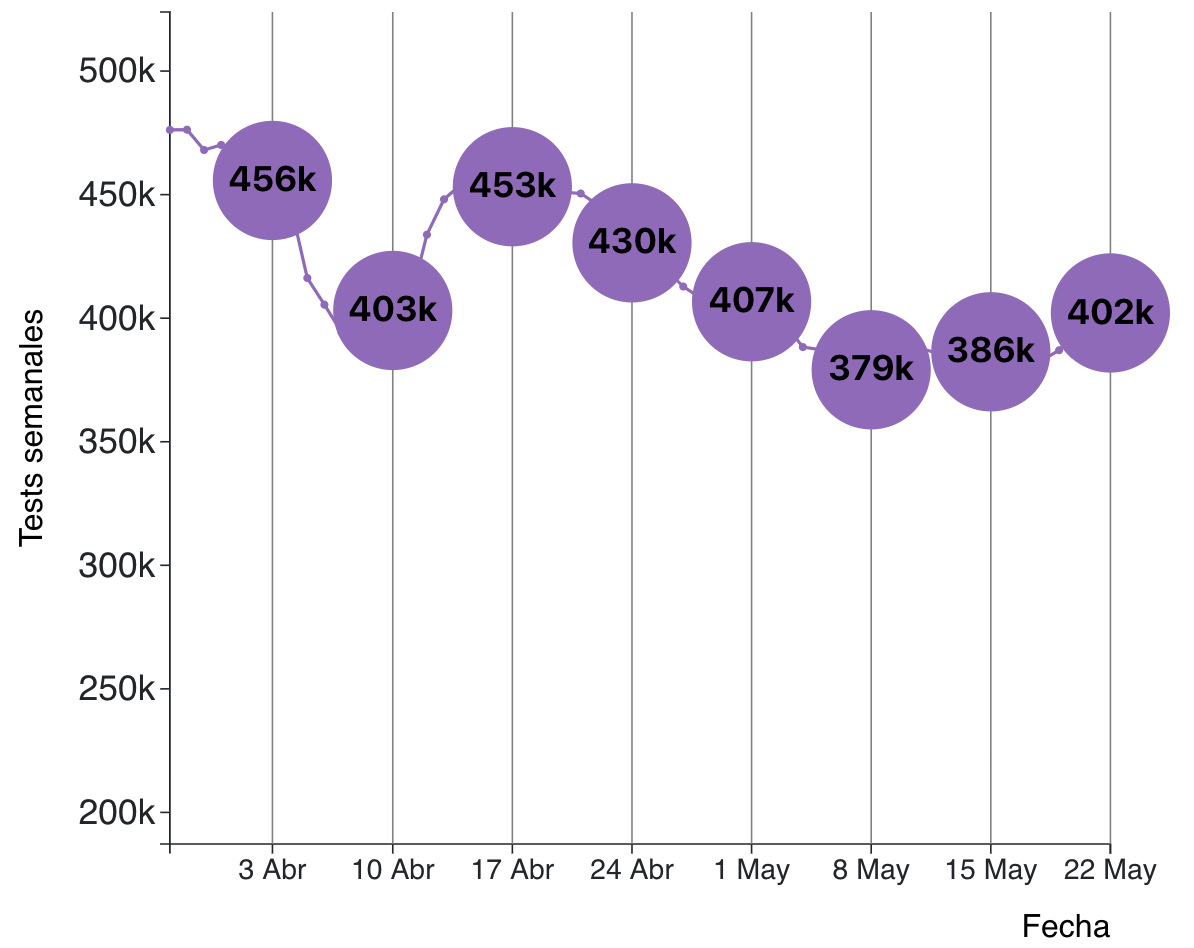 500k
450k
400k
350k
300k
250k
200k
Tests semanales
456k
403k
453k
430k
407k
379k
386k
402k
3 Abr
10 Abr
17 Abr
24 Abr
1 May
8 May
15 May
22 May
Fecha